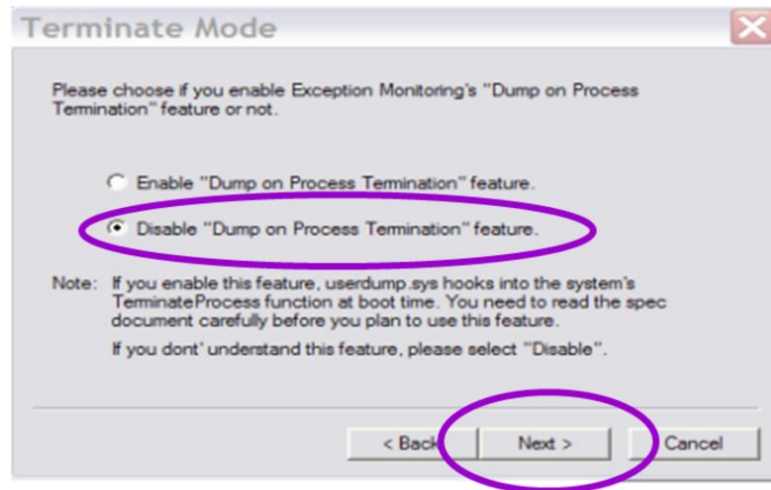 Terminate Mode
Please choose if you enable Exception Monitoring's "Dump on Process
Termination" feature or not.
Enable "Dump on Process Termination" feature.
Disable "Dump on Process Termination" feature.
Note: If you enable this feature, userdump.sys hooks into the system's
TerminateProcess function at boot time. You need to read the spec
document carefully before you plan to use this feature.
If you dont' understand this feature, please select "Disable".
< Back Next > Cancel